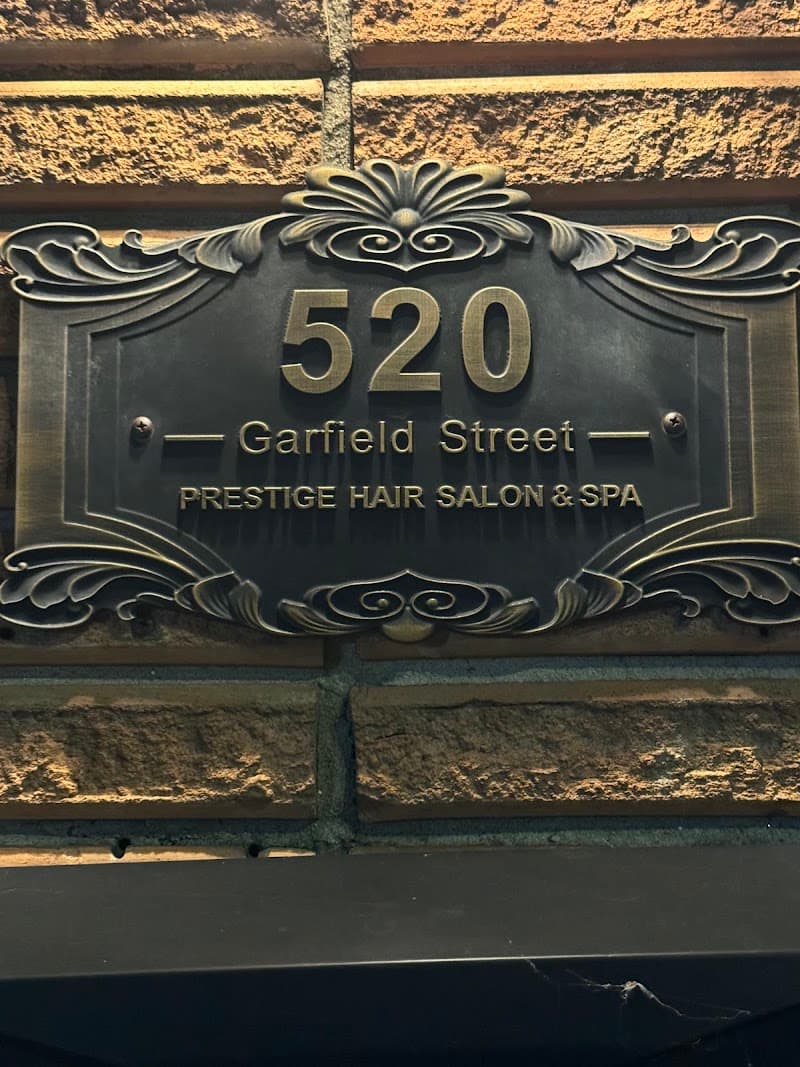 520
Garfield Street
PRESTIGE HAIR SALON & SPA